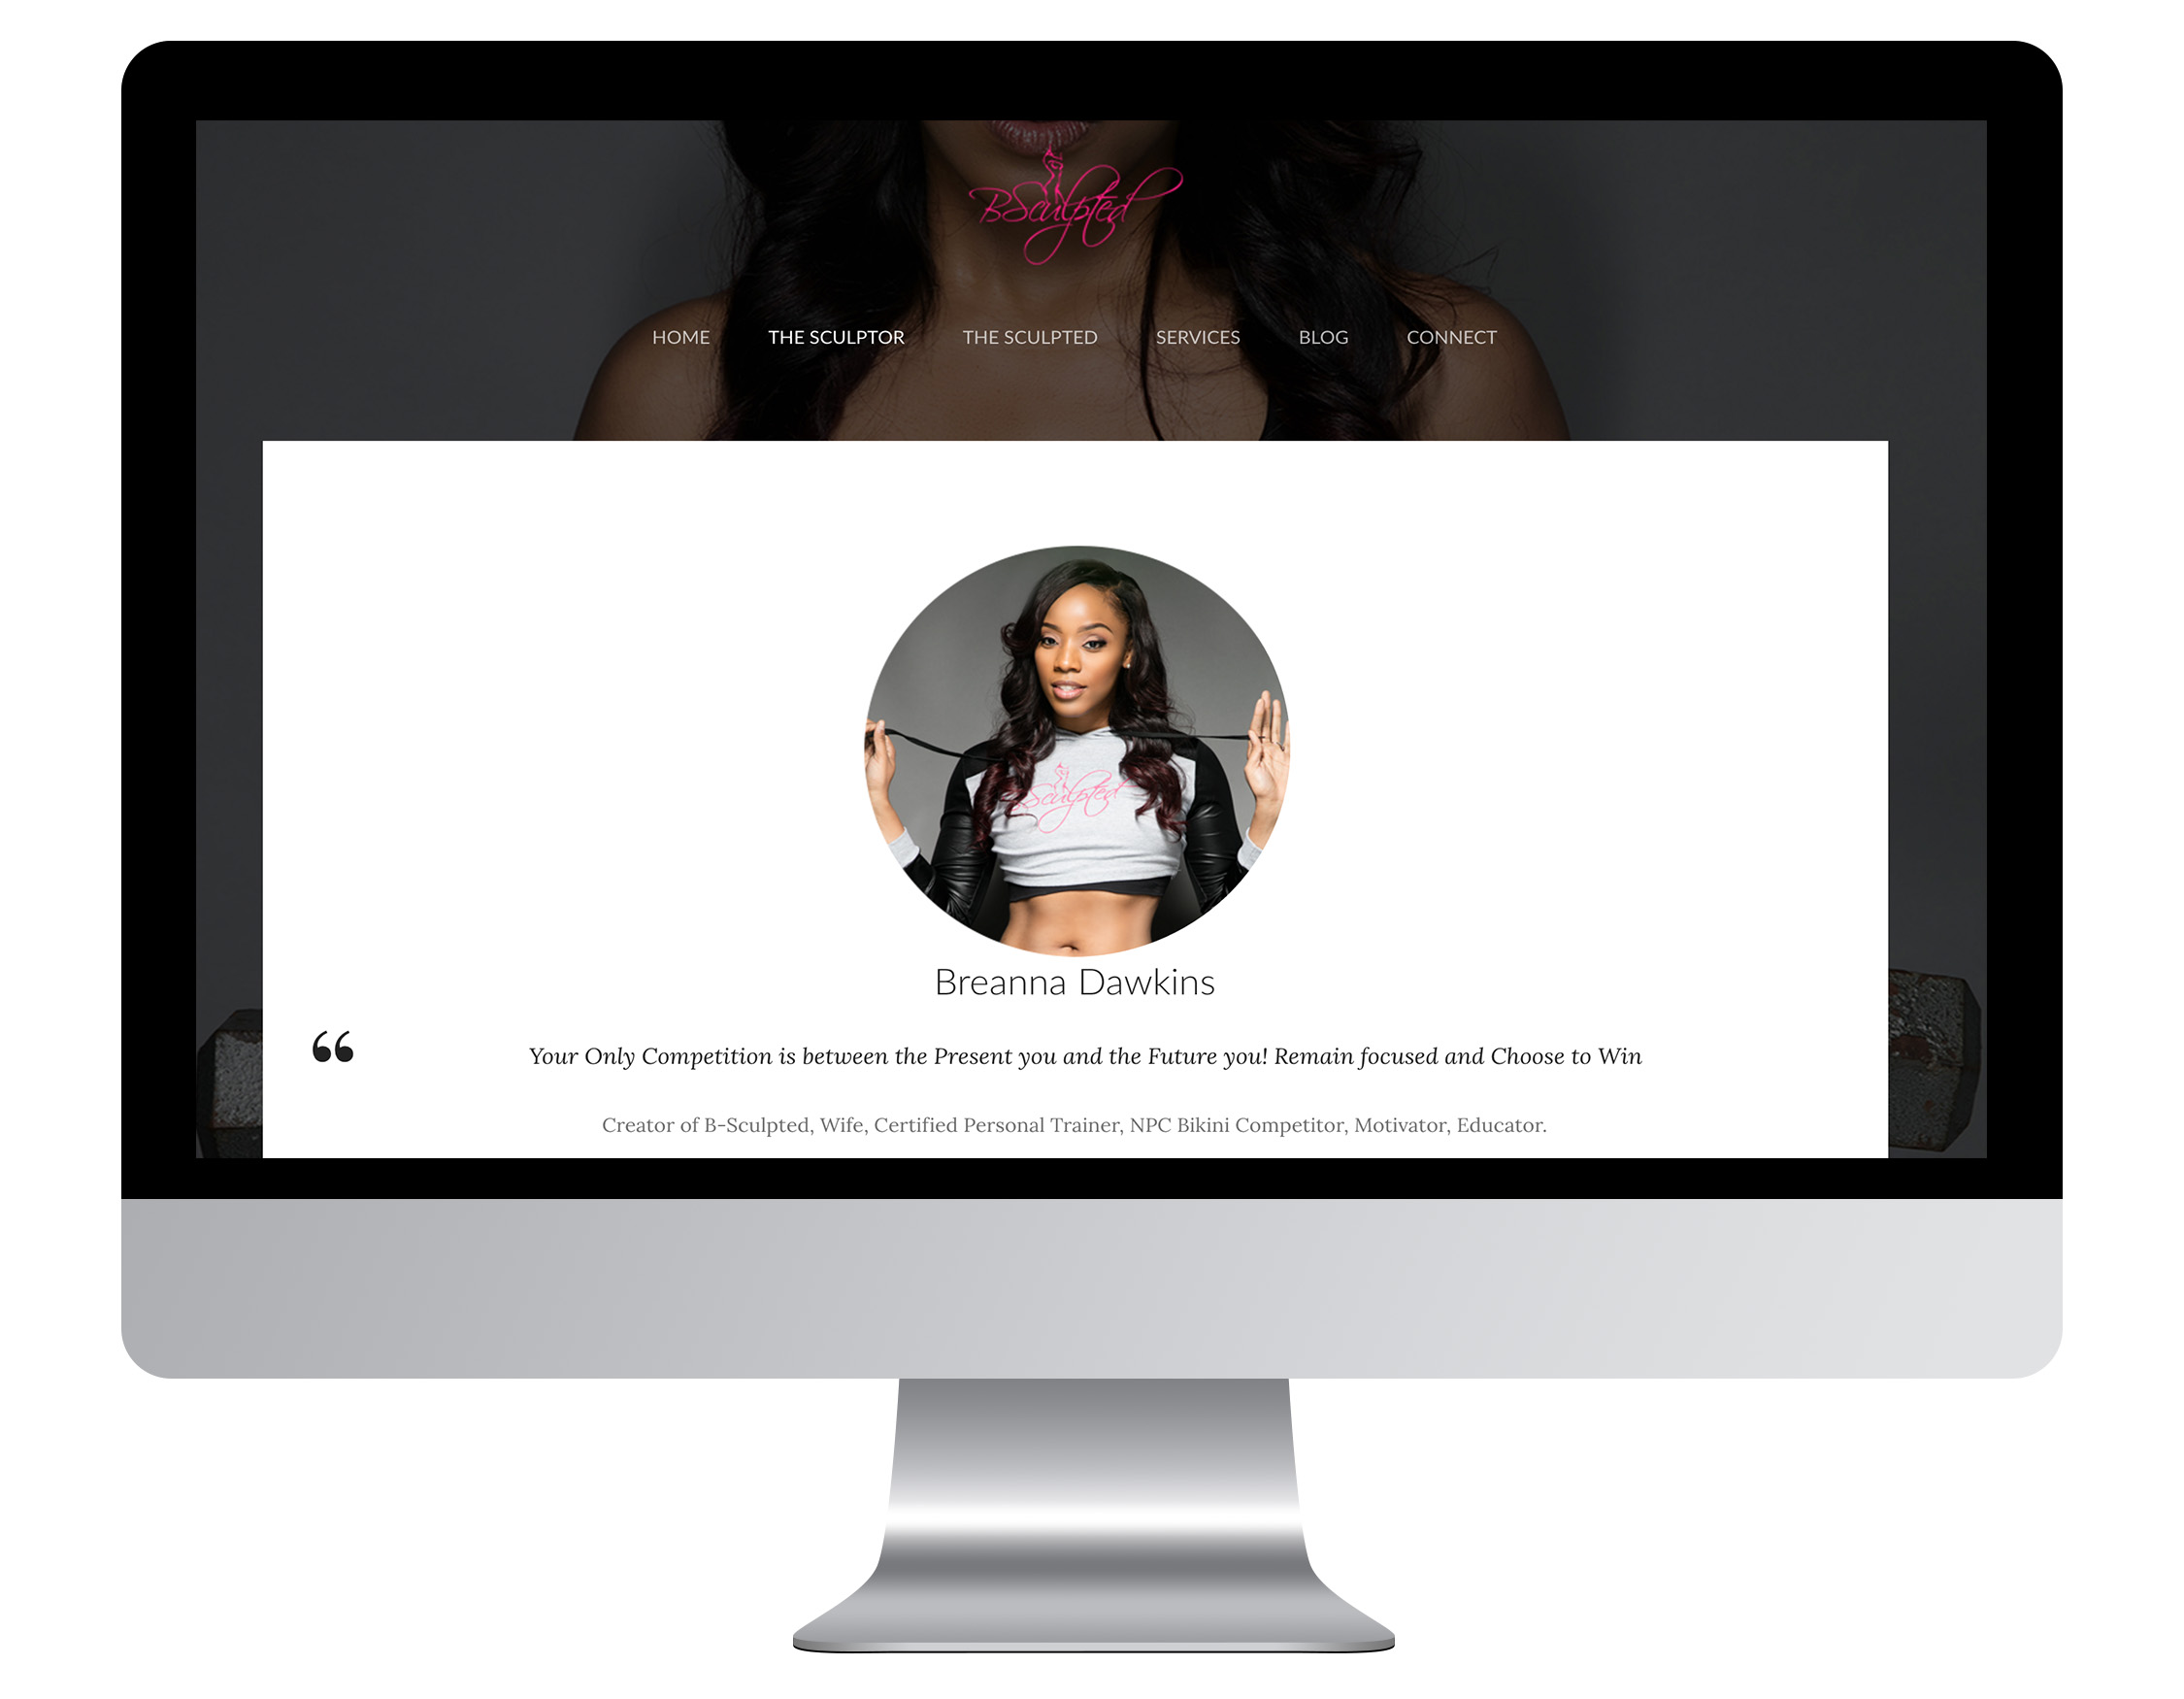 BSculpted
HOME THE SCULPTOR THE SCULPTED SERVICES BLOG CONNECT
Sculpted
Breanna Dawkins
“
Your Only Competition is between the Present you and the Future you! Remain focused and Choose to Win
Creator of B-Sculpted, Wife, Certified Personal Trainer, NPC Bikini Competitor, Motivator, Educator.